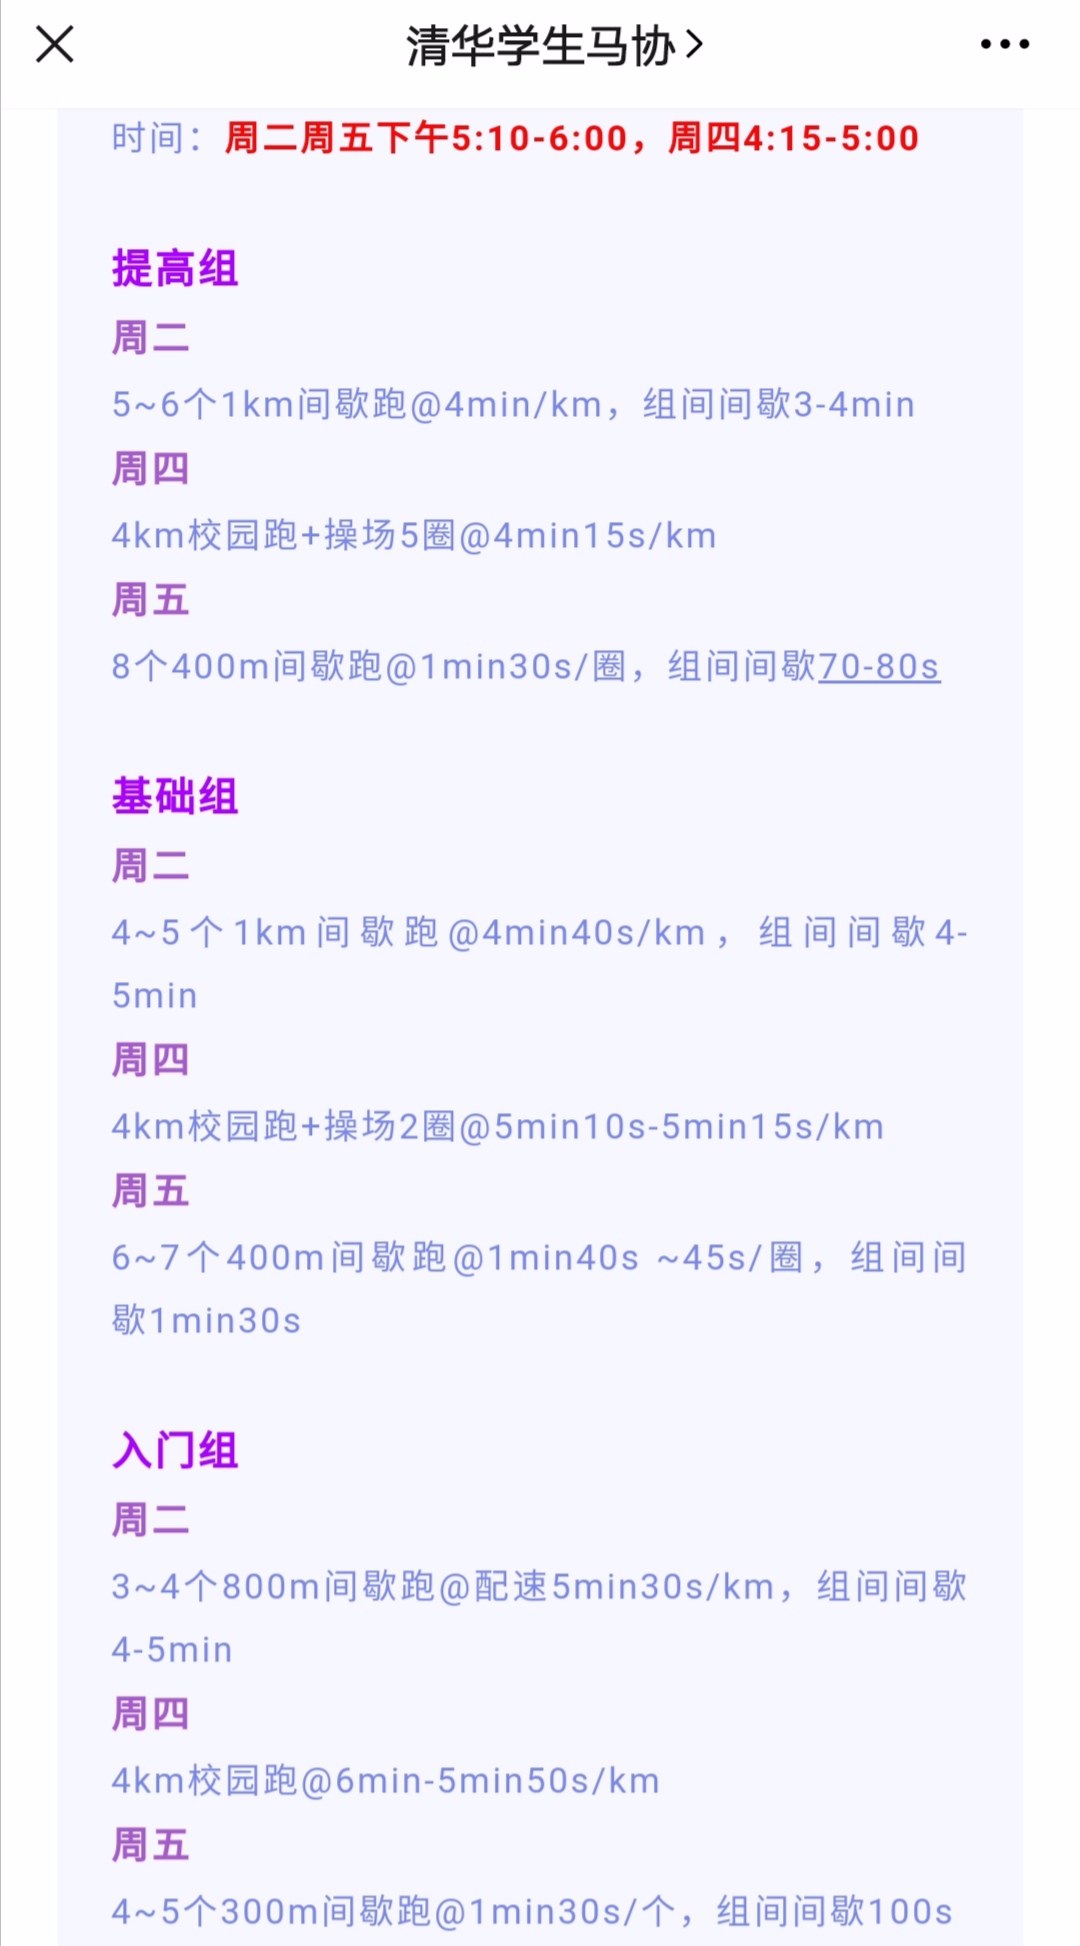 清华学生马协
时间：周二周五下午5:10-6:00，周四4:15-5:00
提高组
周二
5~6个1km间歇跑@4min/km，组间间歇3-4min
周四
4km校园跑+操场5圈@4min15s/km
周五
8个400m间歇跑@1min30s/圈，组间间歇70-80s
基础组
周二
4~5个1km间歇跑@4min40s/km，组间间歇4-
5min
周四
4km校园跑+操场2圈@5min10s-5min15s/km
周五
6~7个400m间歇跑@1min40s ~45s/圈，组间间
歇1min30s
入门组
周二
3~4个800m间歇跑@配速5min30s/km，组间间歇
4-5min
周四
4km校园跑@6min-5min50s/km
周五
4~5个300m间歇跑@1min30s/个，组间间歇100s